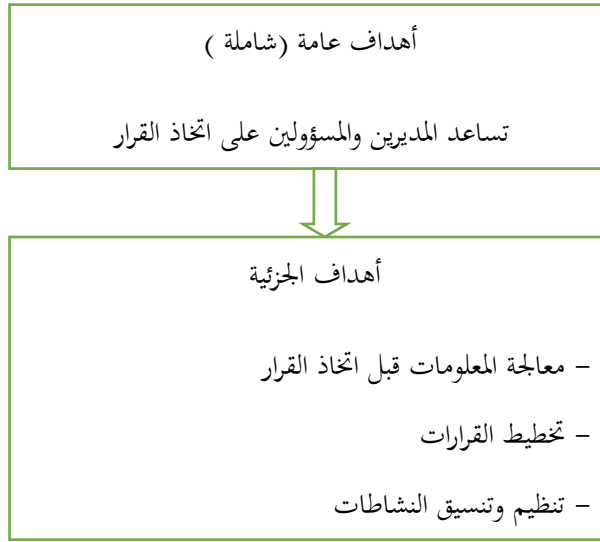 أهداف عامة (شاملة )
تساعد المديرين والمسؤولين على اتخاذ القرار
أهداف الجزئية
– معالجة المعلومات قبل اتخاذ القرار
– تخطيط القرارات
– تنظيم وتنسيق النشاطات